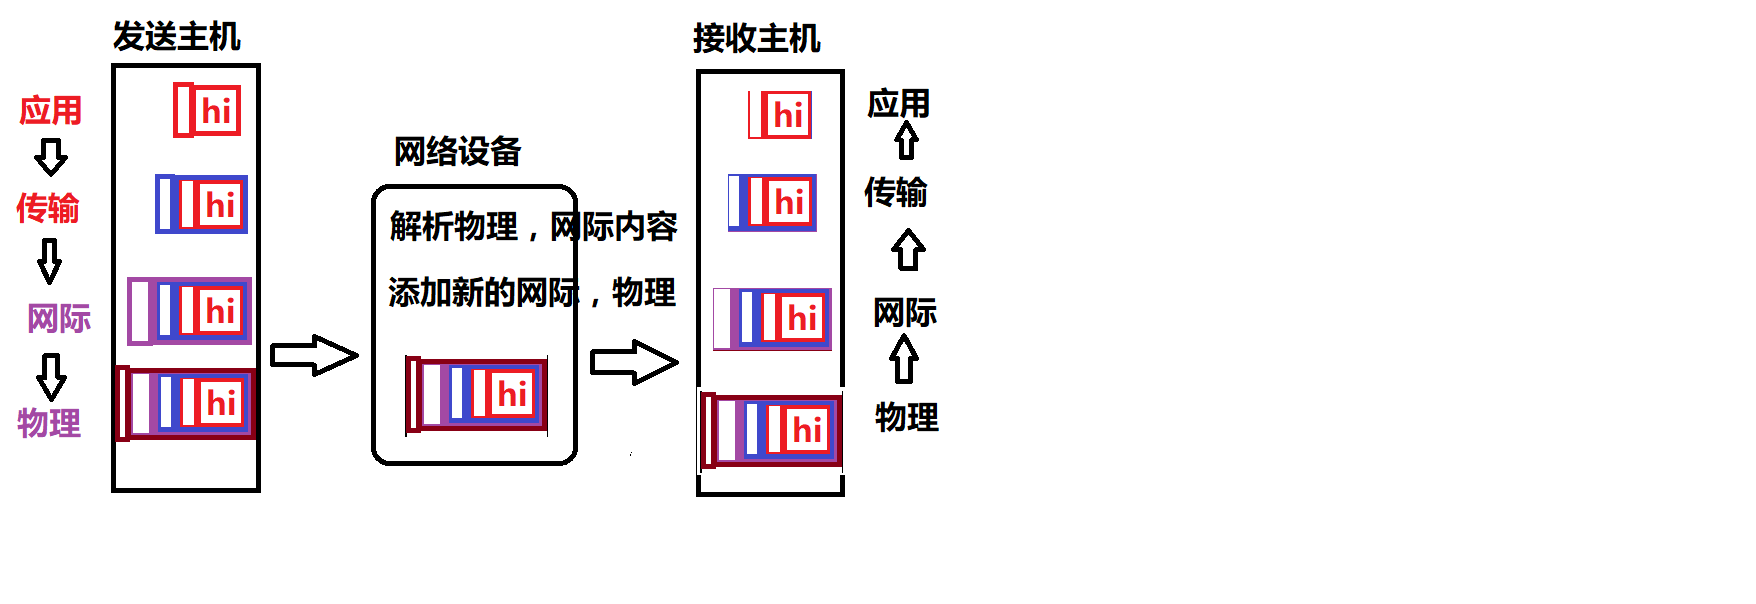 发送主机
应用
hi
传输
hi
网际
hi
物理
hi
网络设备
解析物理，网际内容
添加新的网际，物理
hi
接收主机
hi
应用
hi
传输
hi
网际
hi
物理